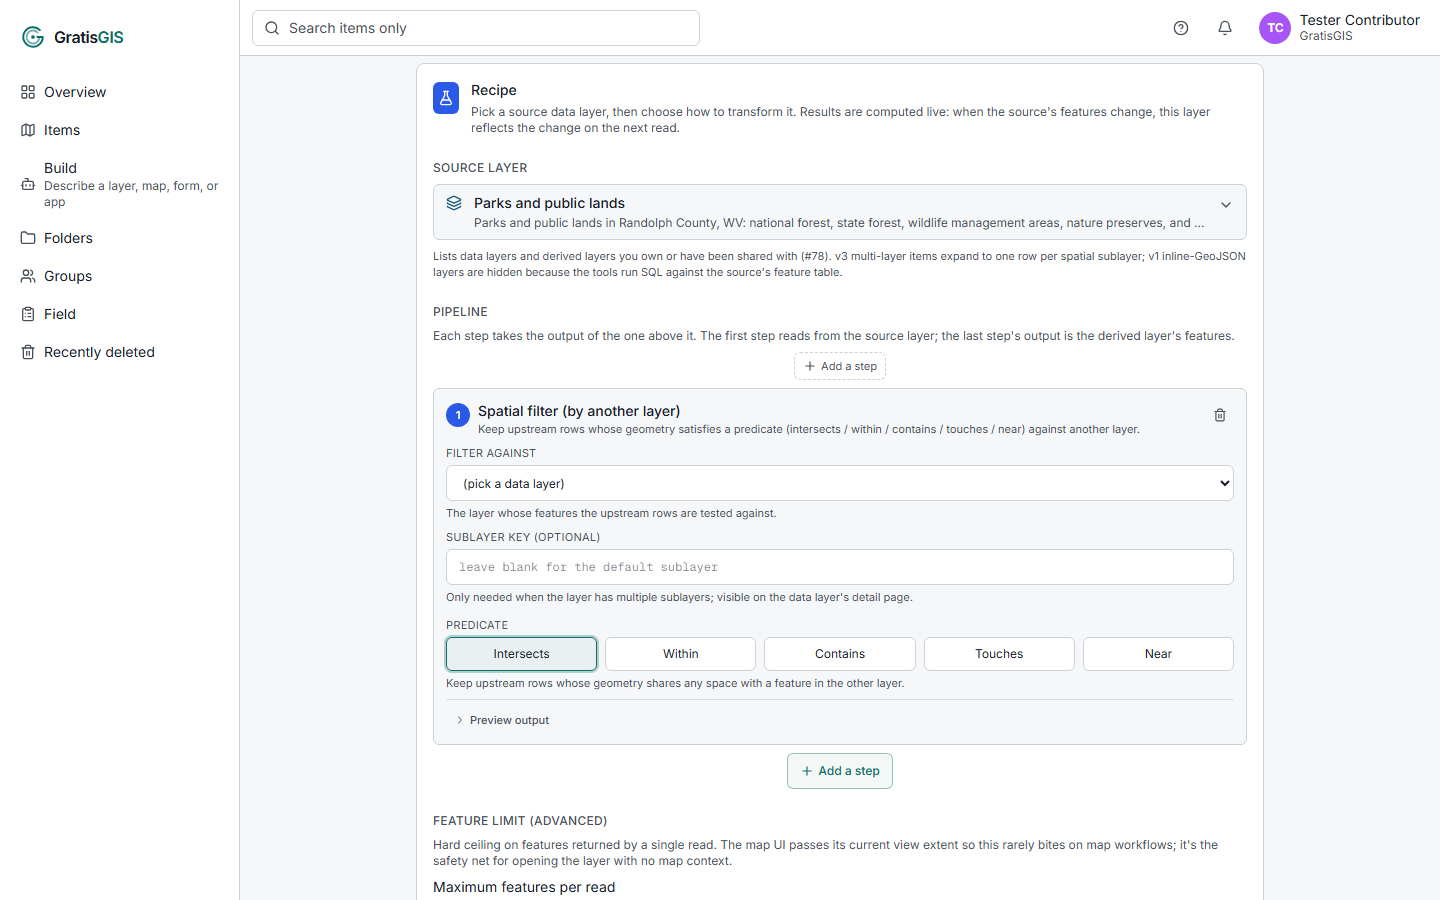 GratisGIS
Search items only
TC
Tester Contributor
GratisGIS
Overview
Items
Build
Describe a layer, map, form, or
app
Folders
Groups
Field
Recently deleted
Recipe
Pick a source data layer, then choose how to transform it. Results are computed live: when the source's features change, this layer
reflects the change on the next read.
SOURCE LAYER
Parks and public lands
Parks and public lands in Randolph County, WV: national forest, state forest, wildlife management areas, nature preserves, and ...
Lists data layers and derived layers you own or have been shared with (#78). v3 multi-layer items expand to one row per spatial sublayer; v1 inline-GeoJSON
layers are hidden because the tools run SQL against the source's feature table.
PIPELINE
Each step takes the output of the one above it. The first step reads from the source layer; the last step's output is the derived layer's features.
+ Add a step
1
Spatial filter (by another layer)
Keep upstream rows whose geometry satisfies a predicate (intersects / within / contains / touches / near) against another layer.
FILTER AGAINST
(pick a data layer)
The layer whose features the upstream rows are tested against.
SUBLAYER KEY (OPTIONAL)
leave blank for the default sublayer
Only needed when the layer has multiple sublayers; visible on the data layer's detail page.
PREDICATE
Intersects
Within
Contains
Touches
Near
Keep upstream rows whose geometry shares any space with a feature in the other layer.
Preview output
+ Add a step
FEATURE LIMIT (ADVANCED)
Hard ceiling on features returned by a single read. The map UI passes its current view extent so this rarely bites on map workflows; it's the
safety net for opening the layer with no map context.
Maximum features per read